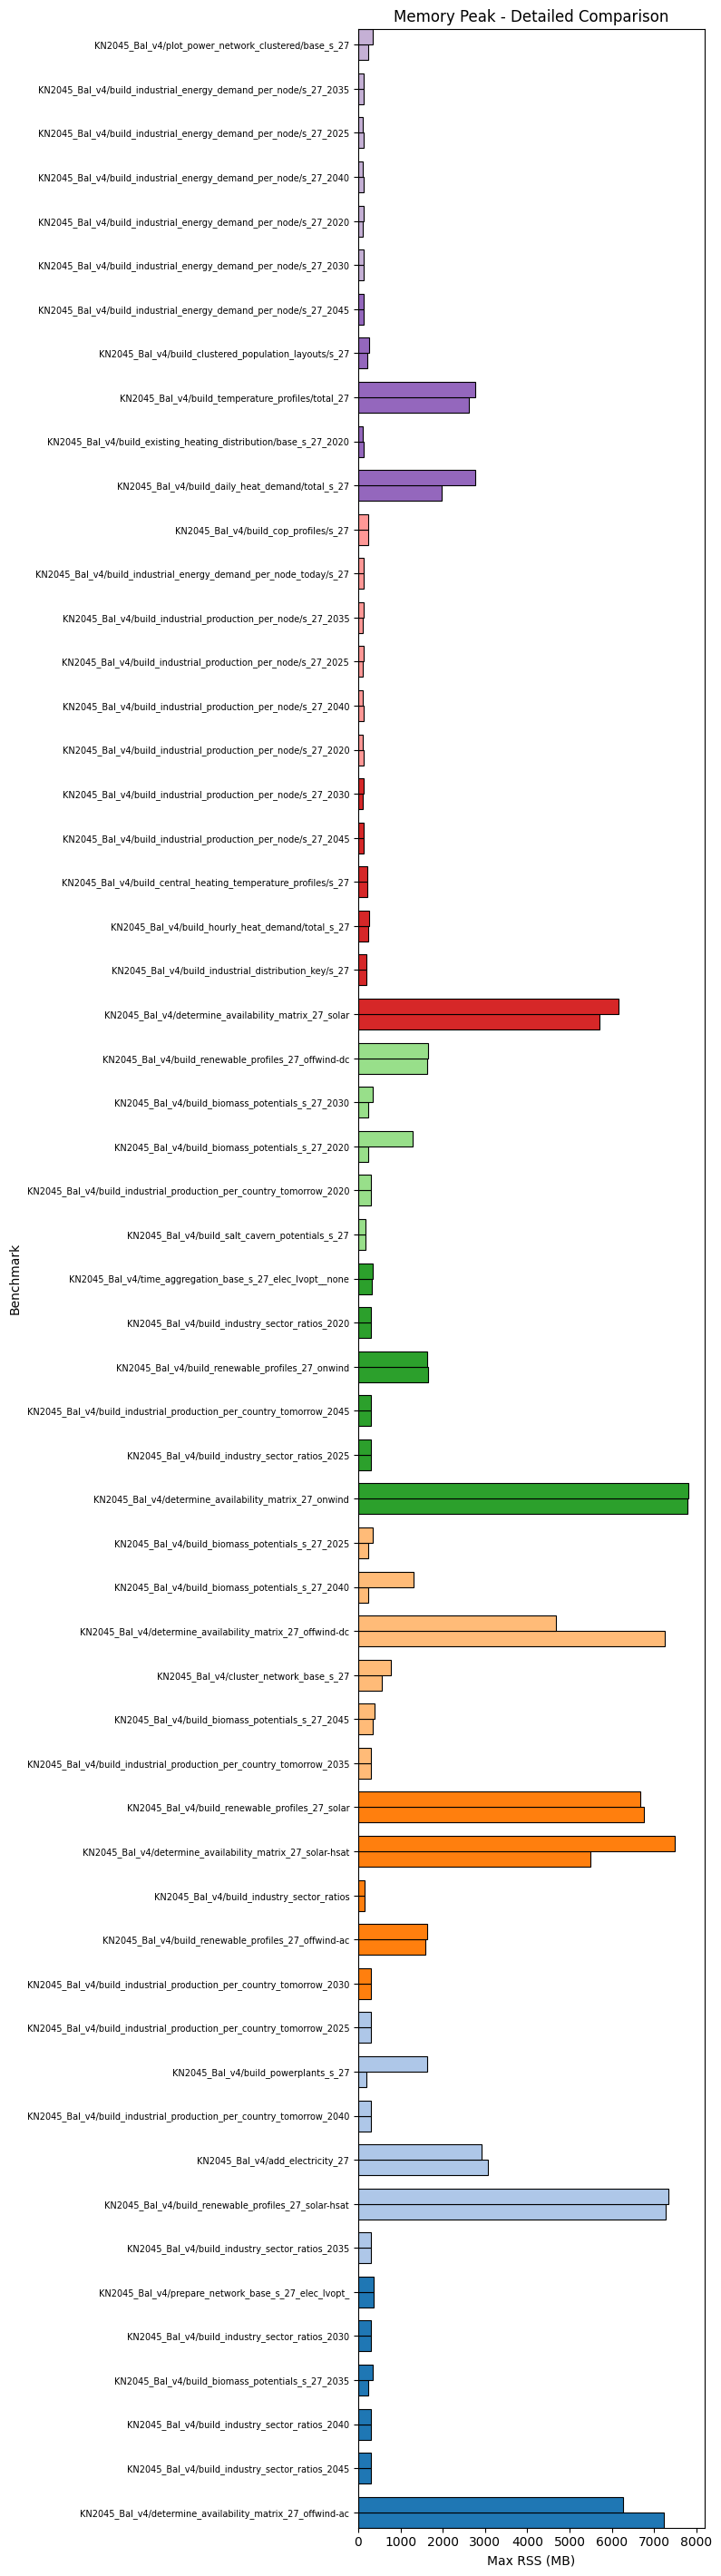 Memory Peak - Detailed Comparison
KN2045_Bal_v4/plot_power_network_clustered/base_s_27
KN2045_Bal_v4/build_industrial_energy_demand_per_node/s_27_2035
KN2045_Bal_v4/build_industrial_energy_demand_per_node/s_27_2025
KN2045_Bal_v4/build_industrial_energy_demand_per_node/s_27_2040
KN2045_Bal_v4/build_industrial_energy_demand_per_node/s_27_2020
KN2045_Bal_v4/build_industrial_energy_demand_per_node/s_27_2030
KN2045_Bal_v4/build_industrial_energy_demand_per_node/s_27_2045
KN2045_Bal_v4/build_clustered_population_layouts/s_27
KN2045_Bal_v4/build_temperature_profiles/total_27
KN2045_Bal_v4/build_existing_heating_distribution/base_s_27_2020
KN2045_Bal_v4/build_daily_heat_demand/total_s_27
KN2045_Bal_v4/build_cop_profiles/s_27
KN2045_Bal_v4/build_industrial_energy_demand_per_node_today/s_27
KN2045_Bal_v4/build_industrial_production_per_node/s_27_2035
KN2045_Bal_v4/build_industrial_production_per_node/s_27_2025
KN2045_Bal_v4/build_industrial_production_per_node/s_27_2040
KN2045_Bal_v4/build_industrial_production_per_node/s_27_2020
KN2045_Bal_v4/build_industrial_production_per_node/s_27_2030
KN2045_Bal_v4/build_industrial_production_per_node/s_27_2045
KN2045_Bal_v4/build_central_heating_temperature_profiles/s_27
KN2045_Bal_v4/build_hourly_heat_demand/total_s_27
KN2045_Bal_v4/build_industrial_distribution_key/s_27
KN2045_Bal_v4/determine_availability_matrix_27_solar
KN2045_Bal_v4/build_renewable_profiles_27_offwind-dc
KN2045_Bal_v4/build_biomass_potentials_s_27_2030
KN2045_Bal_v4/build_biomass_potentials_s_27_2020
KN2045_Bal_v4/build_industrial_production_per_country_tomorrow_2020
KN2045_Bal_v4/build_salt_cavern_potentials_s_27
KN2045_Bal_v4/time_aggregation_base_s_27_elec_lvopt__none
KN2045_Bal_v4/build_industry_sector_ratios_2020
KN2045_Bal_v4/build_renewable_profiles_27_onwind
KN2045_Bal_v4/build_industrial_production_per_country_tomorrow_2045
KN2045_Bal_v4/build_industry_sector_ratios_2025
KN2045_Bal_v4/determine_availability_matrix_27_onwind
KN2045_Bal_v4/build_biomass_potentials_s_27_2025
KN2045_Bal_v4/build_biomass_potentials_s_27_2040
KN2045_Bal_v4/determine_availability_matrix_27_offwind-dc
KN2045_Bal_v4/cluster_network_base_s_27
KN2045_Bal_v4/build_biomass_potentials_s_27_2045
KN2045_Bal_v4/build_industrial_production_per_country_tomorrow_2035
KN2045_Bal_v4/build_renewable_profiles_27_solar
KN2045_Bal_v4/determine_availability_matrix_27_solar-hsat
KN2045_Bal_v4/build_industry_sector_ratios
KN2045_Bal_v4/build_renewable_profiles_27_offwind-ac
KN2045_Bal_v4/build_industrial_production_per_country_tomorrow_2030
KN2045_Bal_v4/build_industrial_production_per_country_tomorrow_2025
KN2045_Bal_v4/build_powerplants_s_27
KN2045_Bal_v4/build_industrial_production_per_country_tomorrow_2040
KN2045_Bal_v4/add_electricity_27
KN2045_Bal_v4/build_renewable_profiles_27_solar-hsat
KN2045_Bal_v4/build_industry_sector_ratios_2035
KN2045_Bal_v4/prepare_network_base_s_27_elec_lvopt_
KN2045_Bal_v4/build_industry_sector_ratios_2030
KN2045_Bal_v4/build_biomass_potentials_s_27_2035
KN2045_Bal_v4/build_industry_sector_ratios_2040
KN2045_Bal_v4/build_industry_sector_ratios_2045
KN2045_Bal_v4/determine_availability_matrix_27_offwind-ac
Benchmark
0 1000 2000 3000 4000 5000 6000 7000 8000
Max RSS (MB)